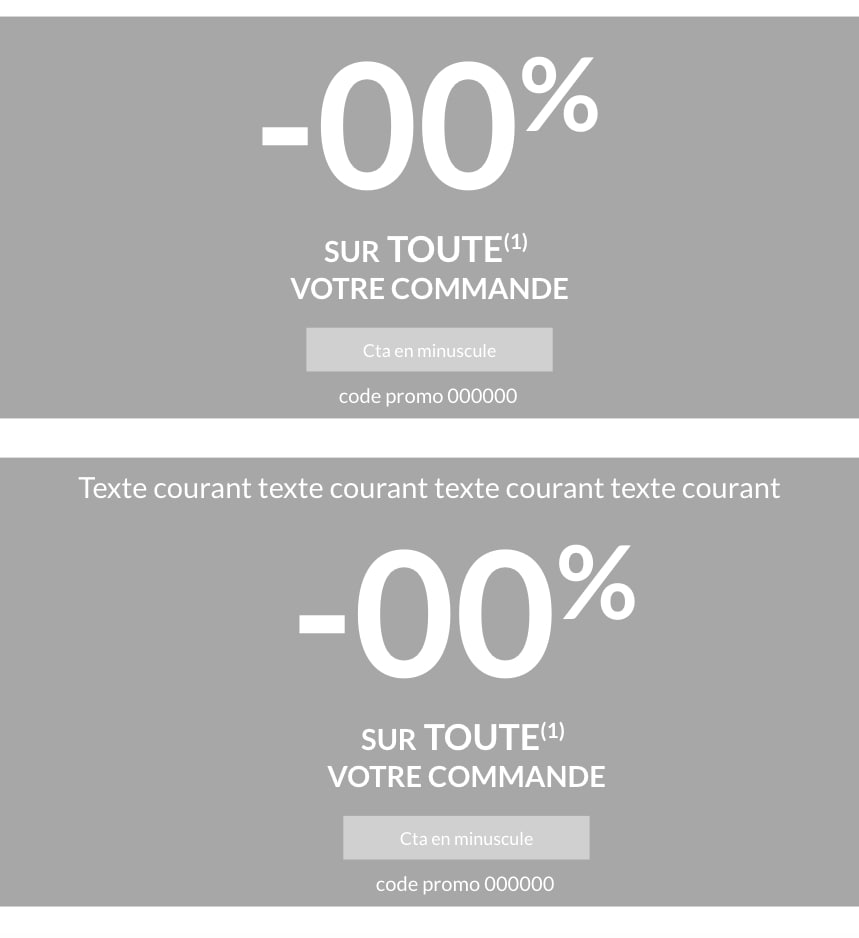 -00%
SUR TOUTE(1)
VOTRE COMMANDE
Cta en minuscule
code promo 000000
Texte courant texte courant texte courant texte courant
-00%
SUR TOUTE(1)
VOTRE COMMANDE
Cta en minuscule
code promo 000000